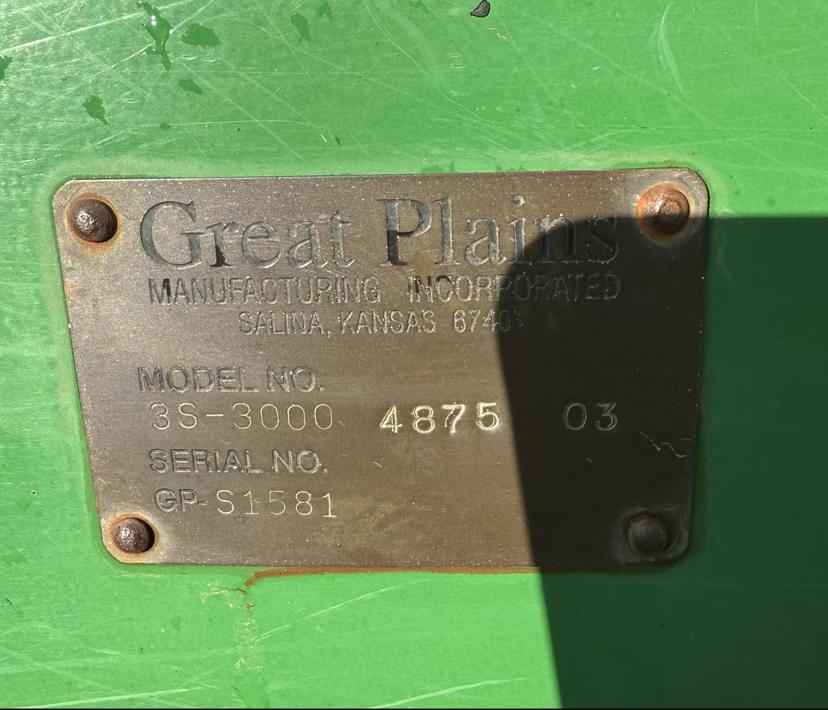 Great Plains
MANUFACTURING INCORPORATED
SALINA, KANSAS 67401
MODEL NO.
3S-3000 4875 03
SERIAL NO.
GP-S1581